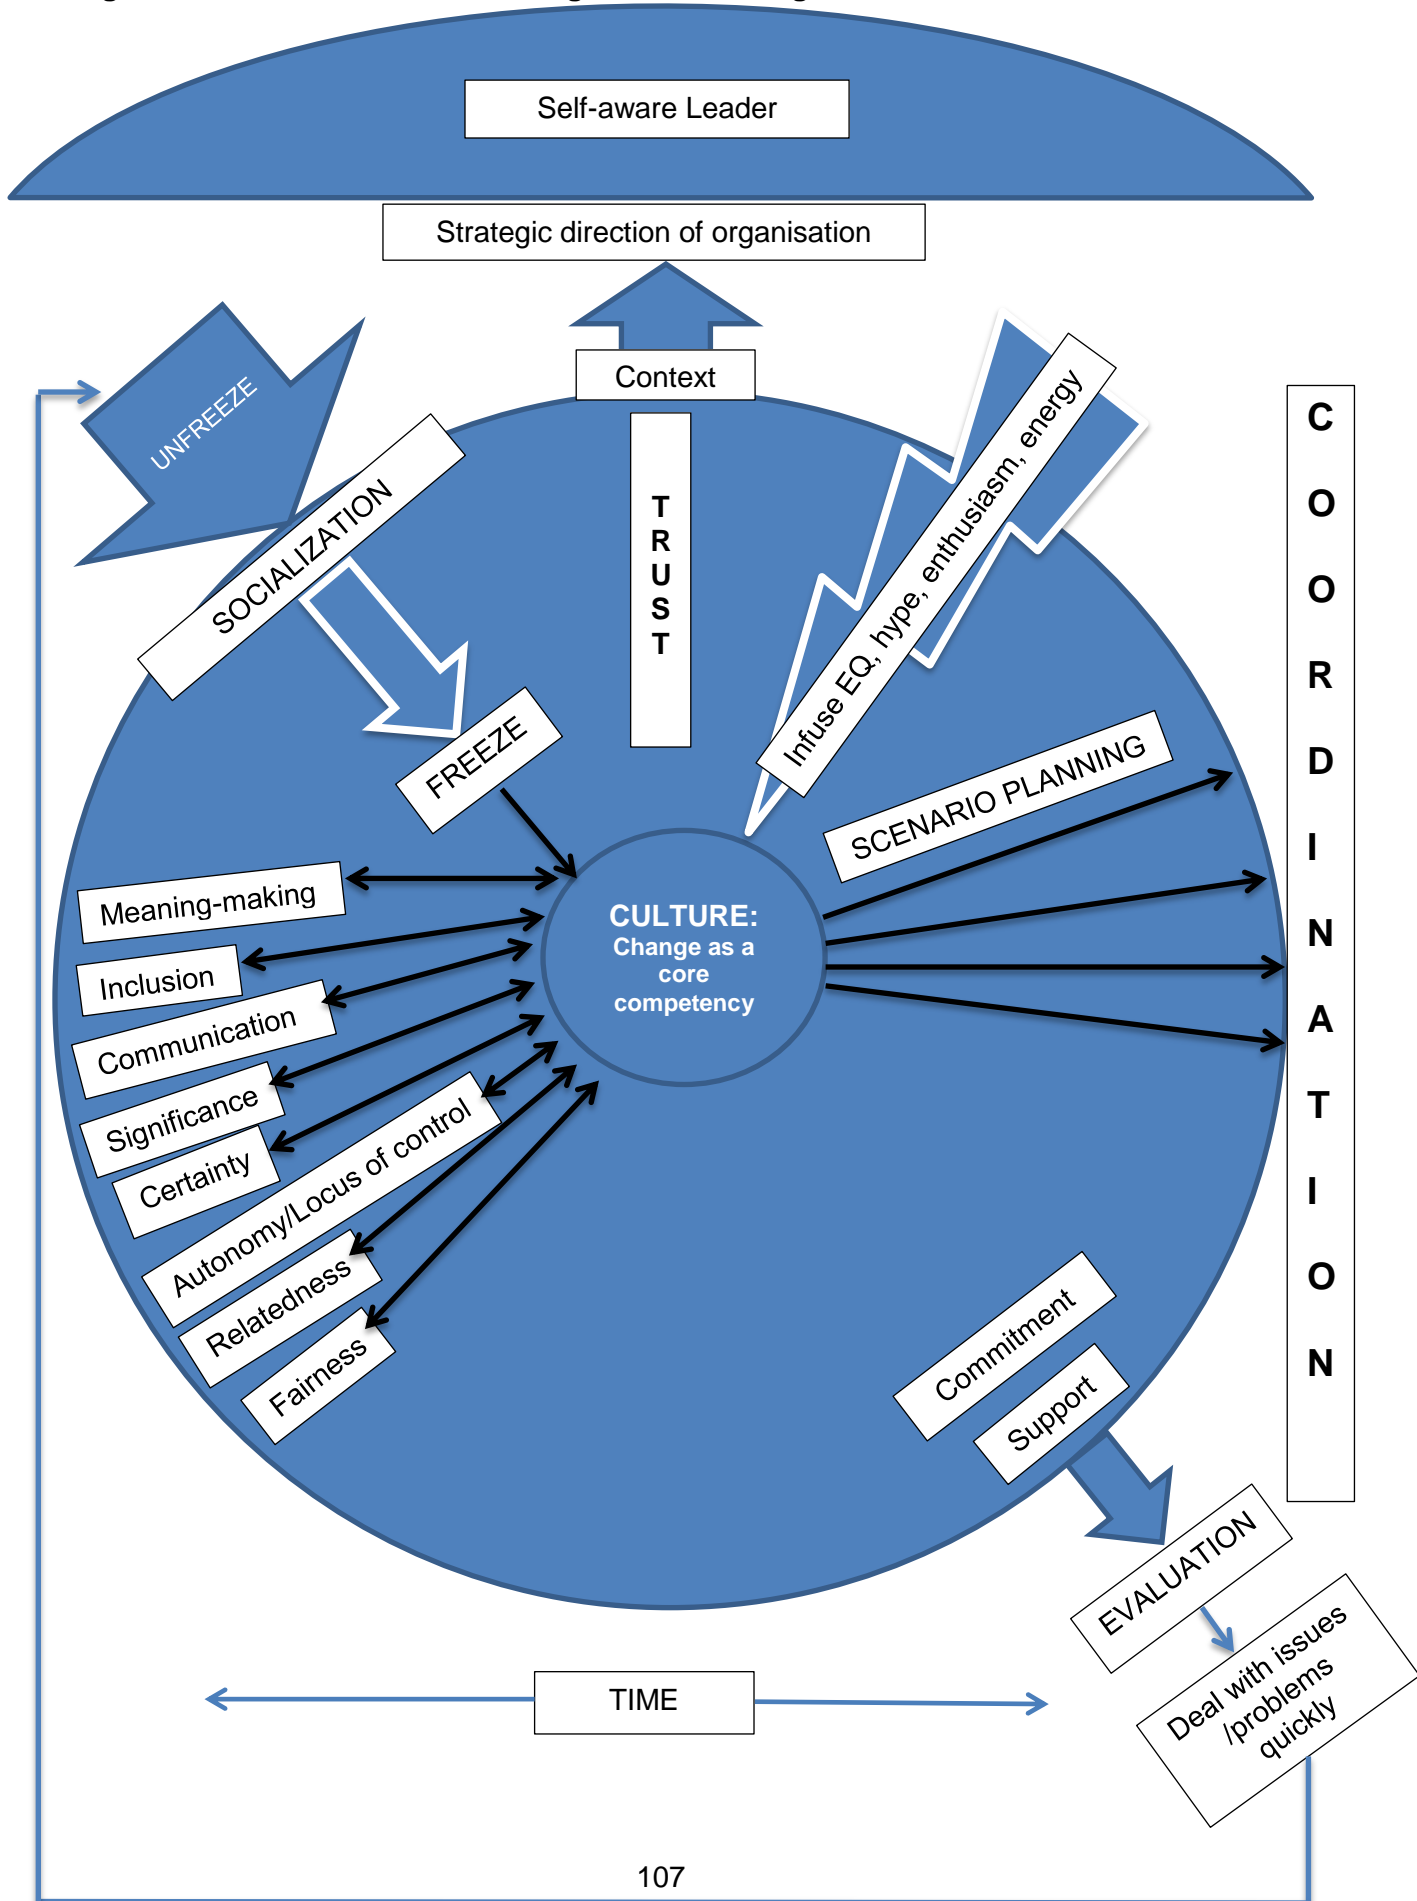 Self-aware Leader
Strategic direction of organisation
Context
UNFREEZE
SOCIALIZATION
FREEZE
TRUST
Infuse EQ, hype, enthusiasm, energy
SCENARIO PLANNING
COORDINATION
CULTURE:
Change as a
core
competency
Meaning-making
Inclusion
Communication
Significance
Certainty
Autonomy/Locus of control
Relatedness
Fairness
Commitment
Support
EVALUATION
Deal with issues
/problems
quickly
TIME
107